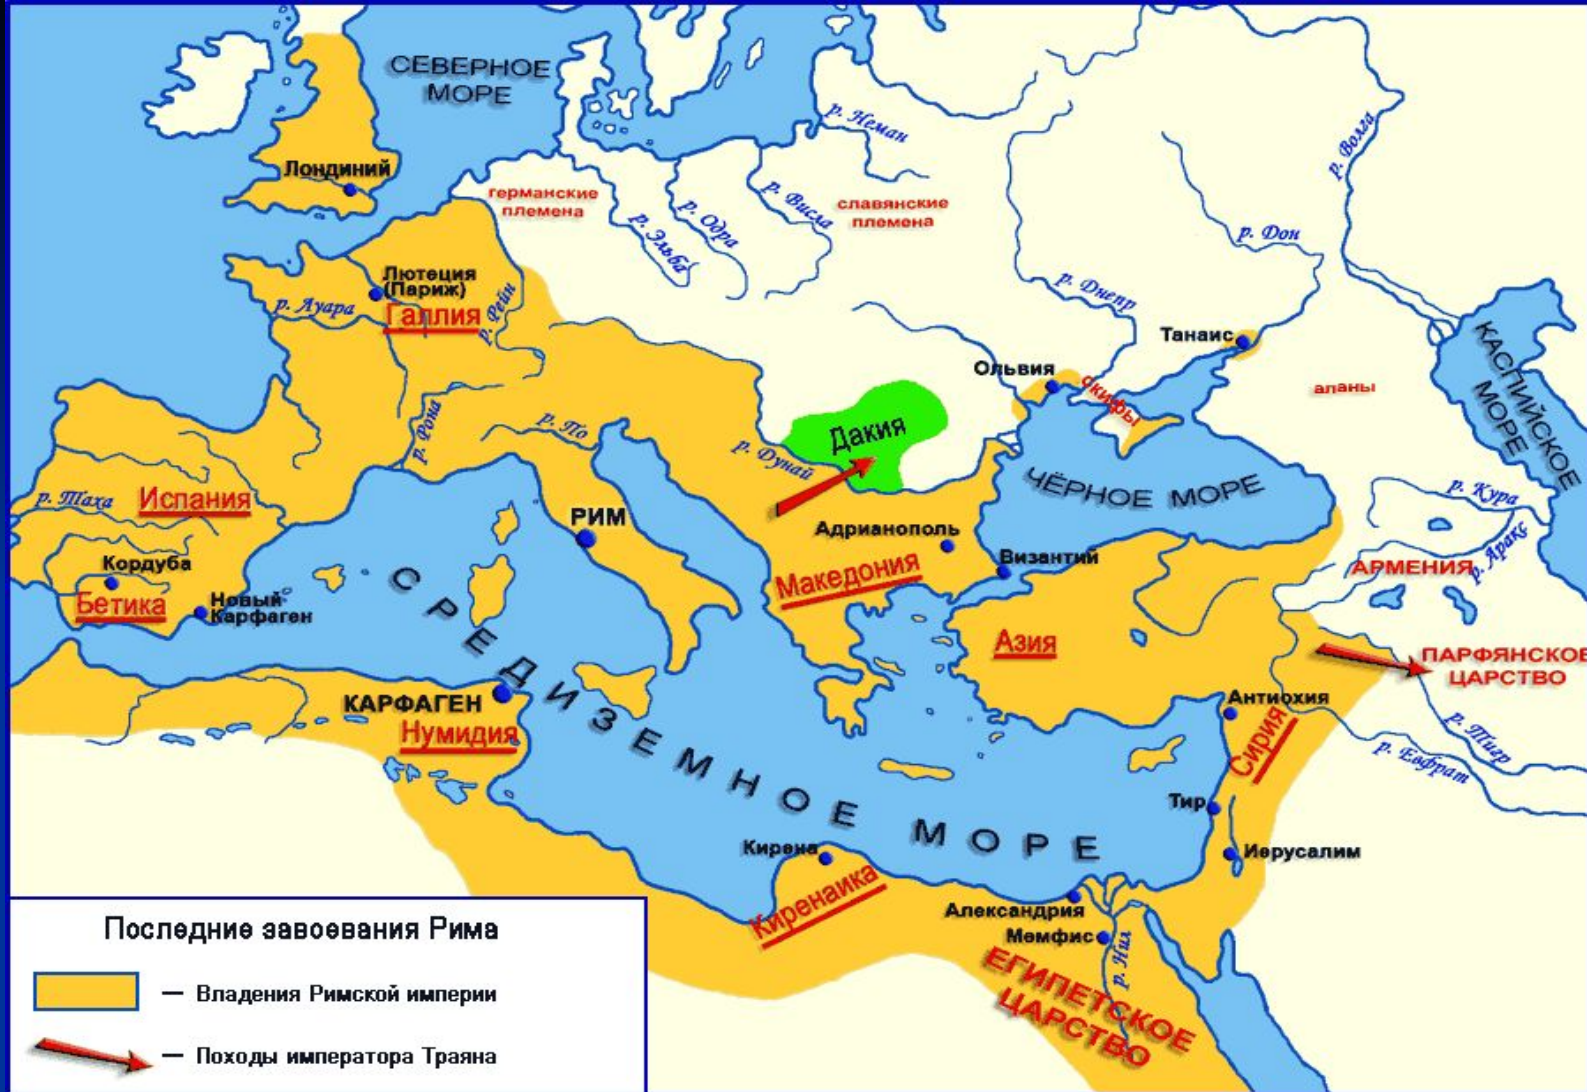 СЕВЕРНОЕ
МОРЕ
р. Неман
р. Волга
Лондиний
германские
племена
р. Эльба
р. Одра
р. Висла
славянские
племена
р. Дон
Лютеция
(Париж)
р. Луара
Галлия
р. Рейн
р. Днепр
Танаис
КАСПИЙСКОЕ
МОРЕ
Ольвия
скифы
аланы
р. Рона
р. По
р. Дунай
Дакия
р. Таха
Испания
РИМ
ЧЁРНОЕ МОРЕ
р. Кура
р. Аракс
Адрианополь
Кордуба
Бетика
Новый
Карфаген
Македония
Византий
АРМЕНИЯ
Азия
ПАРФЯНСКОЕ
ЦАРСТВО
СРЕДИЗЕМНОЕ МОРЕ
КАРФАГЕН
Нумидия
Антиохия
Сирия
р. Тигр
р. Евфрат
Тир
Кирена
Иерусалим
Киренаика
Александрия
Мемфис
р. Нил
ЕГИПЕТСКОЕ
ЦАРСТВО
Последние завоевания Рима
— Владения Римской империи
— Походы императора Траяна